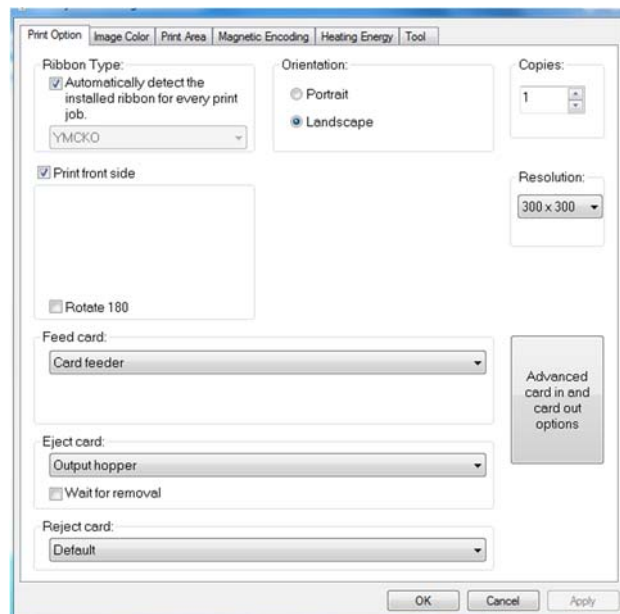 Print Option Image Color Print Area Magnetic Encoding Heating Energy Tool
Ribbon Type:
Automatically detect the
installed ribbon for every print
job.
YMCKO
Orientation:
Portrait
Landscape
Copies:
1
Print front side
Rotate 180
Resolution:
300 x 300
Feed card:
Card feeder
Advanced
card in and
card out
options
Eject card:
Output hopper
Wait for removal
Reject card:
Default
OK Cancel Apply